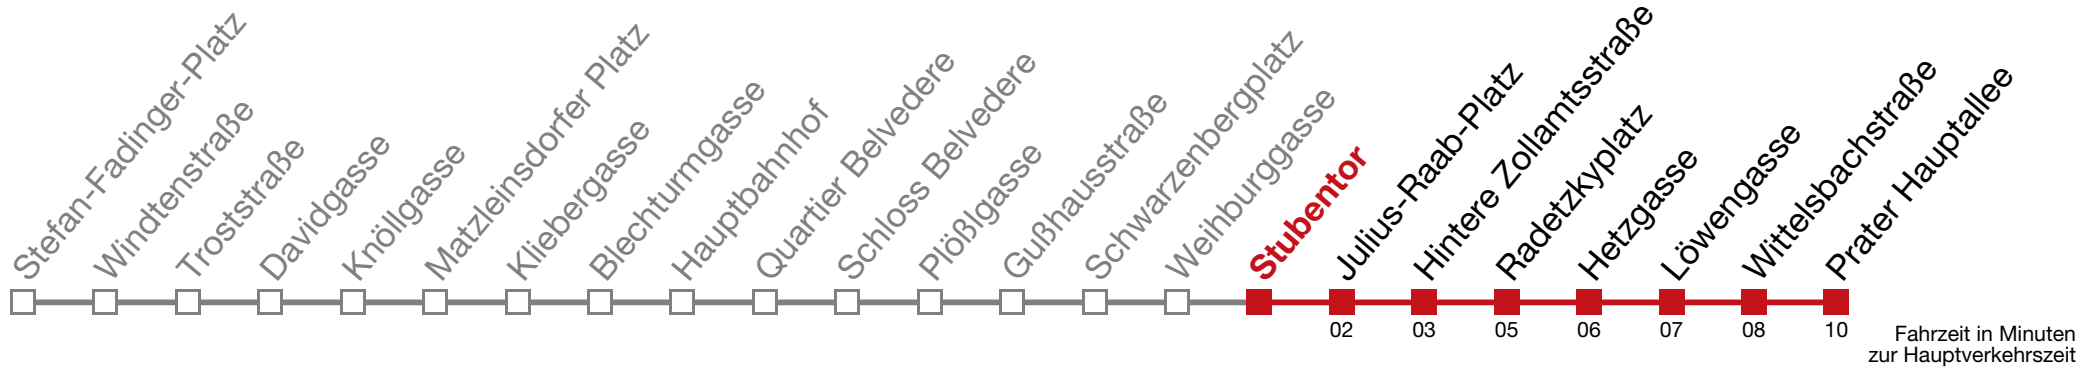 Stefan-Fadinger-Platz
Windtenstraße
Troststraße
Davidgasse
Knöllgasse
Matzleinsdorfer Platz
Kliebergasse
Blechturmgasse
Hauptbahnhof
Quartier Belvedere
Schloss Belvedere
Plößlgasse
Gußhausstraße
Schwarzenbergplatz
Weihburggasse
Stubentor
Julius-Raab-Platz
Hintere Zollamtsstraße
Radetzkyplatz
Hetzgasse
Löwengasse
Wittelsbachstraße
Prater Hauptallee
02 03 05 06 07 08 10
Fahrzeit in Minuten
zur Hauptverkehrszeit